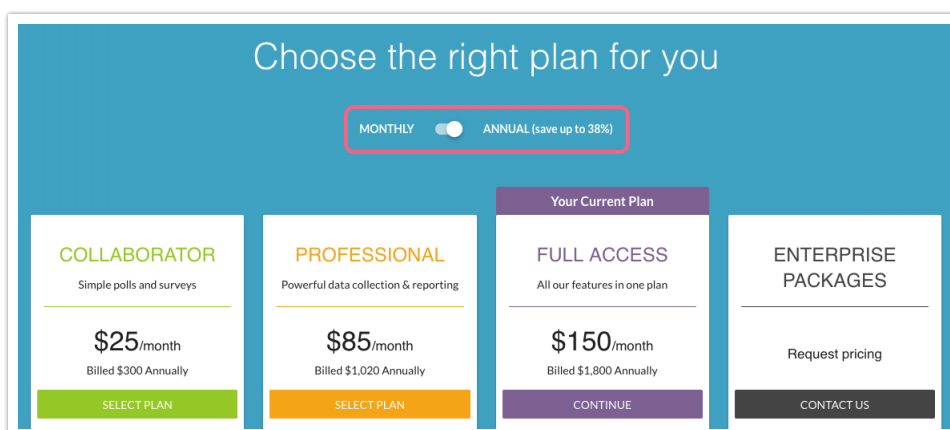 Choose the right plan for you
MONTHLY
ANNUAL (save up to 38%)
COLLABORATOR
Simple polls and surveys
$25/month
Billed $300 Annually
SELECT PLAN
PROFESSIONAL
Powerful data collection & reporting
$85/month
Billed $1,020 Annually
SELECT PLAN
Your Current Plan
FULL ACCESS
All our features in one plan
$150/month
Billed $1,800 Annually
CONTINUE
ENTERPRISE
PACKAGES
Request pricing
CONTACT US